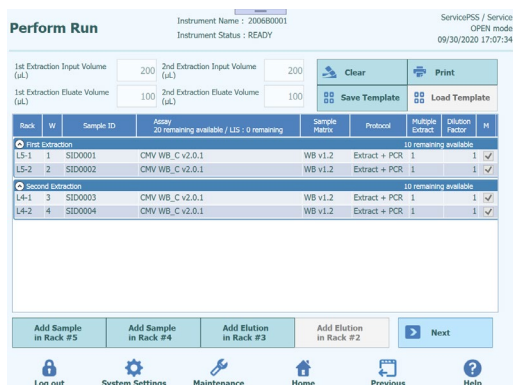 Perform Run
Instrument Name : 2006B0001
Instrument Status : READY
ServicePSS / Service
OPEN mode
09/30/2020 17:07:34
1st Extraction Input Volume (µL) 200 2nd Extraction Input Volume (µL) 200
1st Extraction Eluate Volume (µL) 100 2nd Extraction Eluate Volume (µL) 100
Clear
Print
Save Template
Load Template
Rack W Sample ID Assay 20 remaining available / LIS : 0 remaining Sample Matrix Protocol Multiple Extract Dilution Factor M
First Extraction 10 remaining available
L5-1 1 SID0001 CMV WB_C v2.0.1 WB v1.2 Extract + PCR 1 1
L5-2 2 SID0002 CMV WB_C v2.0.1 WB v1.2 Extract + PCR 1 1
Second Extraction 10 remaining available
L4-1 3 SID0003 CMV WB_C v2.0.1 WB v1.2 Extract + PCR 1 1
L4-2 4 SID0004 CMV WB_C v2.0.1 WB v1.2 Extract + PCR 1 1
Add Sample in Rack #5
Add Sample in Rack #4
Add Elution in Rack #3
Add Elution in Rack #2
Next
Log out
System Settings
Maintenance
Home
Previous
Help